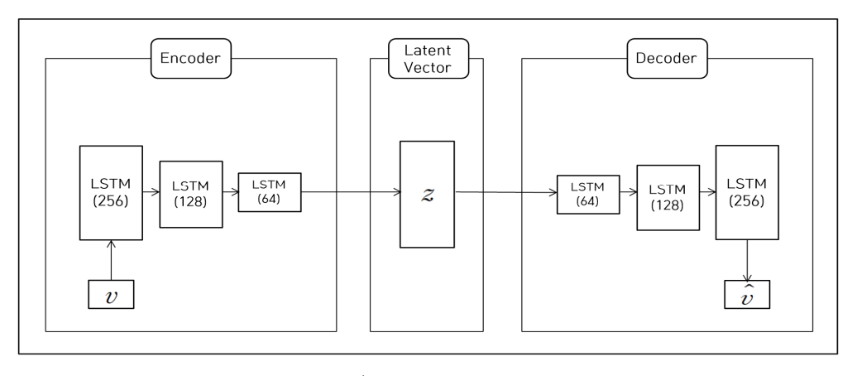 Encoder
Latent
Vector
Decoder
LSTM
(256)
LSTM
(128)
LSTM
(64)
v
z
LSTM
(64)
LSTM
(128)
LSTM
(256)
v̂